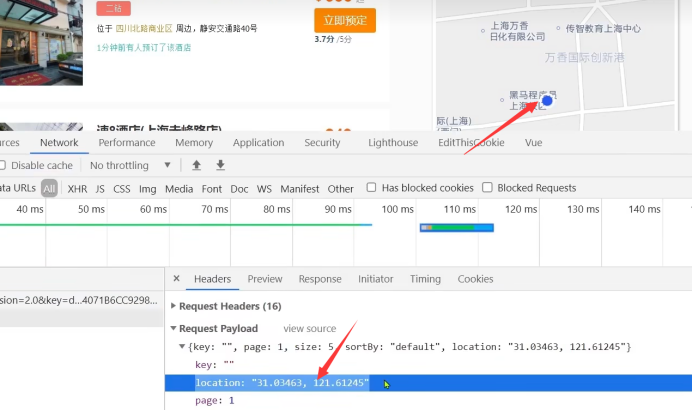 二钻
位于 四川北路商业区 周边，静安交通路40号
1分钟前有人预订了该酒店
立即预定
3.7分 /5分
上海万香
日化有限公司
传智教育上海中心
万香国际创新港
黑马程序员
上海
际(上海)
速8酒店(上海赤峰路店)
urces Network Performance Memory Application Security Lighthouse EditThisCookie Vue
Disable cache No throttling
ata URLs All XHR JS CSS Img Media Font Doc WS Manifest Other Has blocked cookies Blocked Requests
40 ms 50 ms 60 ms 70 ms 80 ms 90 ms 100 ms 110 ms 120 ms 130 ms 140 ms
× Headers Preview Response Initiator Timing Cookies
sion=2.0&key=d...4071B6CC9298...
Request Headers (16)
Request Payload view source
{key: "", page: 1, size: 5, sortBy: "default", location: "31.03463, 121.61245"}
key: ""
location: "31.03463, 121.61245"
page: 1